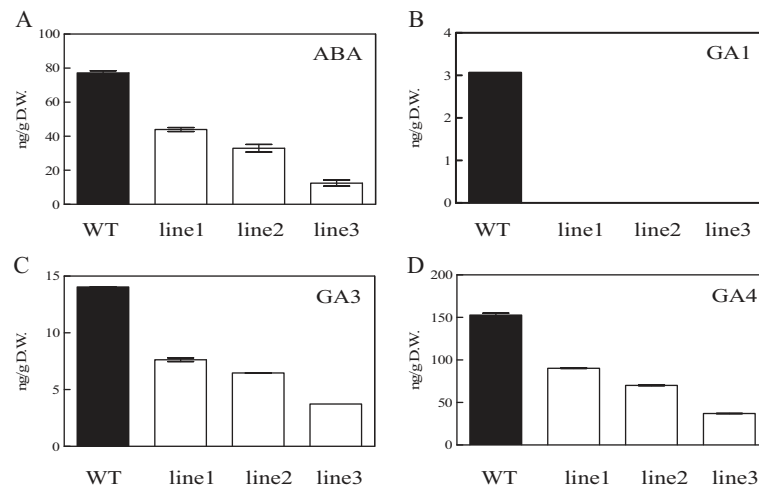 A
ABA
ng/g D.W.
100
80
60
40
20
0
WT line1 line2 line3
B
GA1
ng/g D.W.
4
3
2
1
0
WT line1 line2 line3
C
GA3
ng/g D.W.
15
10
5
0
WT line1 line2 line3
D
GA4
ng/g D.W.
200
150
100
50
0
WT line1 line2 line3